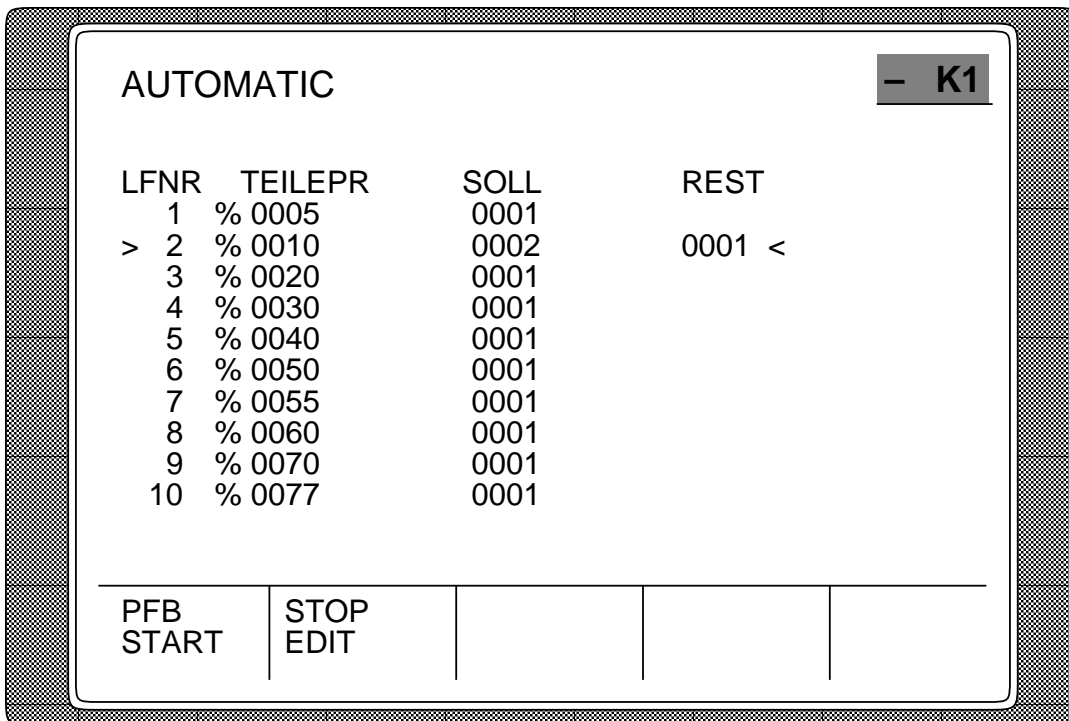 AUTOMATIC – K1
LFNR TEILEPR SOLL REST
1 % 0005 0001
> 2 % 0010 0002 0001 <
3 % 0020 0001
4 % 0030 0001
5 % 0040 0001
6 % 0050 0001
7 % 0055 0001
8 % 0060 0001
9 % 0070 0001
10 % 0077 0001
PFB STOP
START EDIT